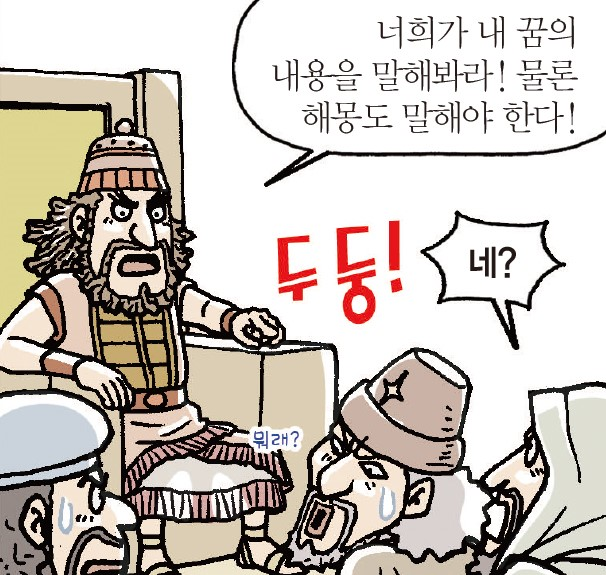 너희가 내 꿈의
내용을 말해봐라! 물론
해몽도 말해야 한다!
두둥!
네?
뭐래?